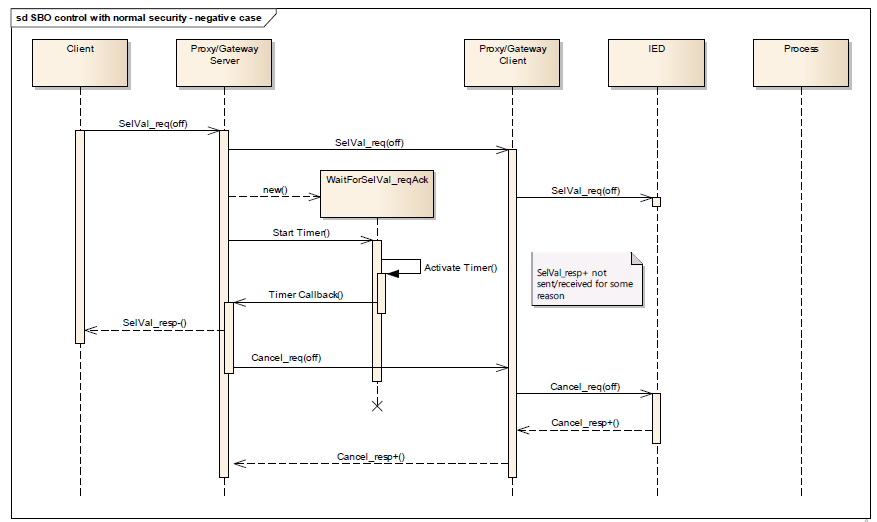 sd SBO control with normal security - negative case
Client
Proxy/Gateway
Server
Proxy/Gateway
Client
IED
Process
SelVal_req(off)
SelVal_req(off)
WaitForSelVal_reqAck
new()
SelVal_req(off)
Start Timer()
Activate Timer()
SelVal_resp+ not
sent/received for some
reason
Timer Callback()
SelVal_resp-()
Cancel_req(off)
Cancel_req(off)
Cancel_resp+()
Cancel_resp+()